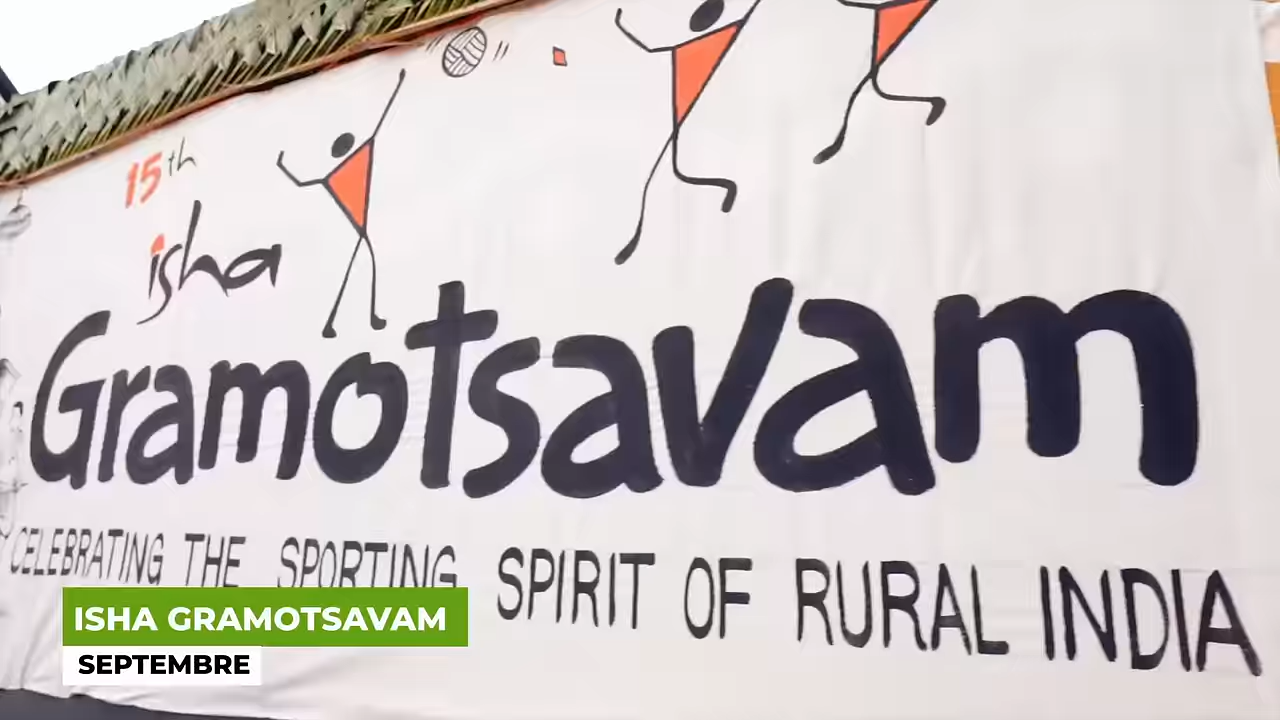 15th
isha
Gramotsavam
CELEBRATING THE SPORTING SPIRIT OF RURAL INDIA
ISHA GRAMOTSAVAM
SEPTEMBRE